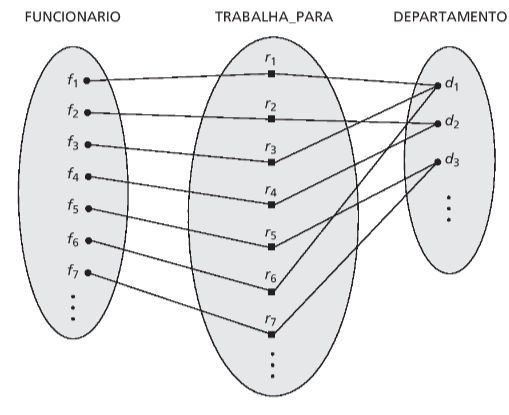 FUNCIONARIO TRABALHA_PARA DEPARTAMENTO
r1
f1 d1
r2
f2 d2
r3
f3 d3
r4
f4
r5
f5
r6
f6
r7
f7